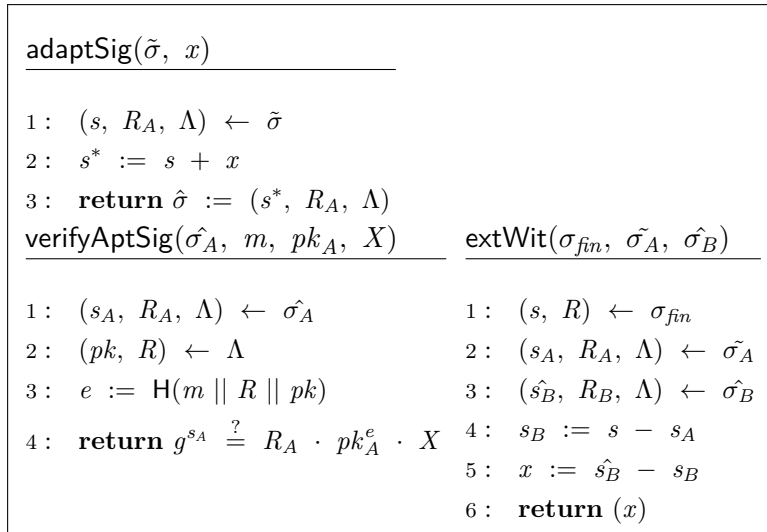 adaptSig(σ̃, x)
1 : (s, R_A, Λ) ← σ̃
2 : s* := s + x
3 : return σ̂ := (s*, R_A, Λ)
verifyAptSig(σ̂_A, m, pk_A, X)
1 : (s_A, R_A, Λ) ← σ̂_A
2 : (pk, R) ← Λ
3 : e := H(m || R || pk)
4 : return g^{s_A} ≟ R_A · pk_A^e · X
extWit(σ_fin, σ̃_A, σ̂_B)
1 : (s, R) ← σ_fin
2 : (s_A, R_A, Λ) ← σ̃_A
3 : (ŝ_B, R_B, Λ) ← σ̂_B
4 : s_B := s − s_A
5 : x := ŝ_B − s_B
6 : return (x)